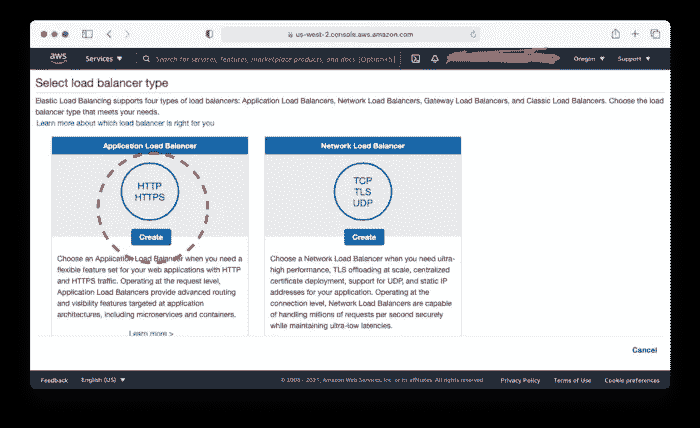 us-west-2.console.aws.amazon.com
aws Services ▼ Search for services, features, marketplace products, and docs [Option+S] Oregon ▼ Support ▼
Select load balancer type
Elastic Load Balancing supports four types of load balancers: Application Load Balancers, Network Load Balancers, Gateway Load Balancers, and Classic Load Balancers. Choose the load
balancer type that meets your needs.
Learn more about which load balancer is right for you
Application Load Balancer
HTTP
HTTPS
Create
Choose an Application Load Balancer when you need a
flexible feature set for your web applications with HTTP
and HTTPS traffic. Operating at the request level,
Application Load Balancers provide advanced routing
and visibility features targeted at application
architectures, including microservices and containers.
Learn more >
Network Load Balancer
TCP
TLS
UDP
Create
Choose a Network Load Balancer when you need ultra-
high performance, TLS offloading at scale, centralized
certificate deployment, support for UDP, and static IP
addresses for your application. Operating at the
connection level, Network Load Balancers are capable
of handling millions of requests per second securely
while maintaining ultra-low latencies.
Cancel
Feedback English (US) ▼ © 2008 - 2021, Amazon Web Services, Inc. or its affiliates. All rights reserved. Privacy Policy Terms of Use Cookie preferences